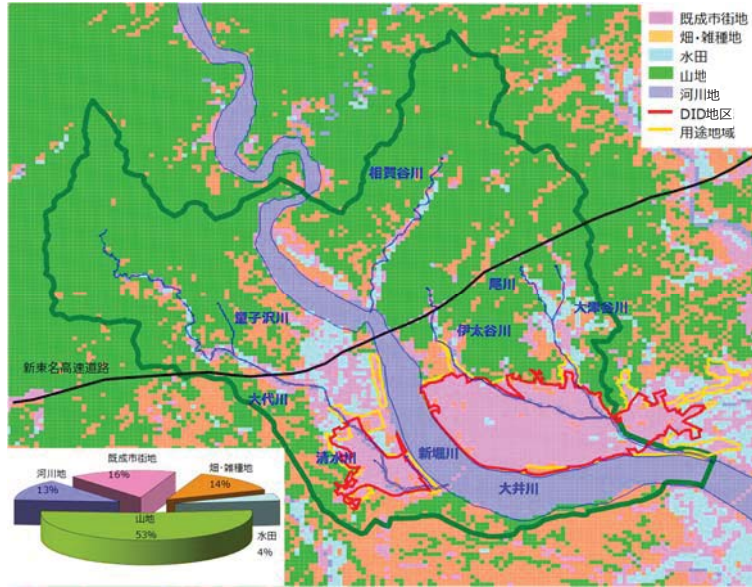 既成市街地
畑・雑種地
水田
山地
河川地
DID地区
用途地域
相賀谷川
尾川
大津谷川
童子沢川
伊太谷川
新東名高速道路
大代川
清水川
新堀川
大井川
既成市街地
16%
畑・雑種地
14%
河川地
13%
山地
53%
水田
4%